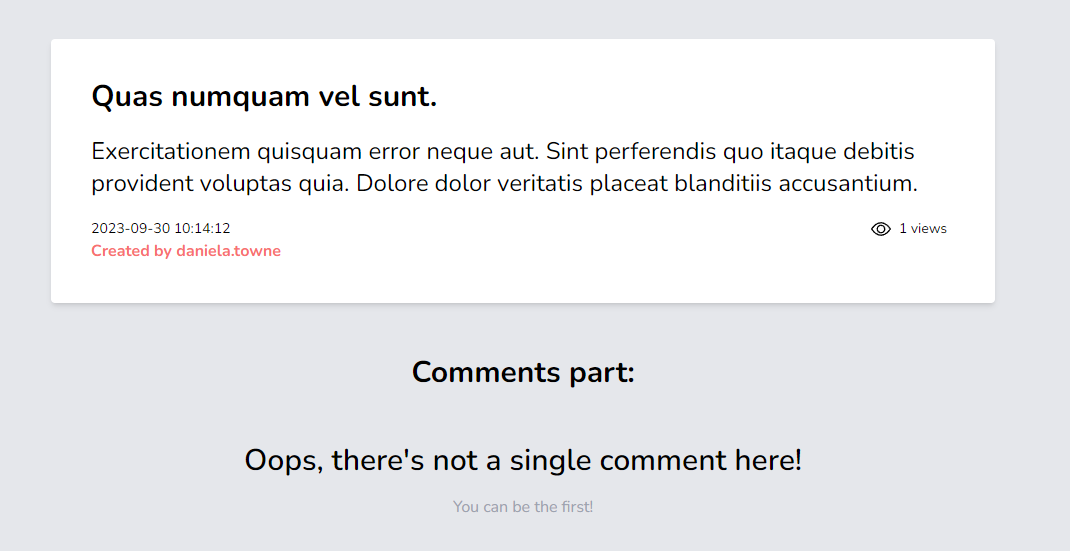 Quas numquam vel sunt.
Exercitationem quisquam error neque aut. Sint perferendis quo itaque debitis
provident voluptas quia. Dolore dolor veritatis placeat blanditiis accusantium.
2023-09-30 10:14:12
1 views
Created by daniela.towne
Comments part:
Oops, there's not a single comment here!
You can be the first!